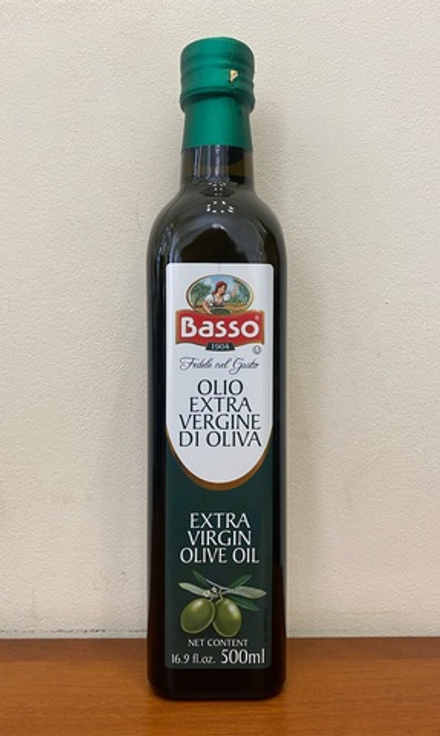 Basso
1904
Fedele nel Gusto
OLIO
EXTRA
VERGINE
DI OLIVA
EXTRA
VIRGIN
OLIVE OIL
NET CONTENT
16.9 fl.oz. 500ml